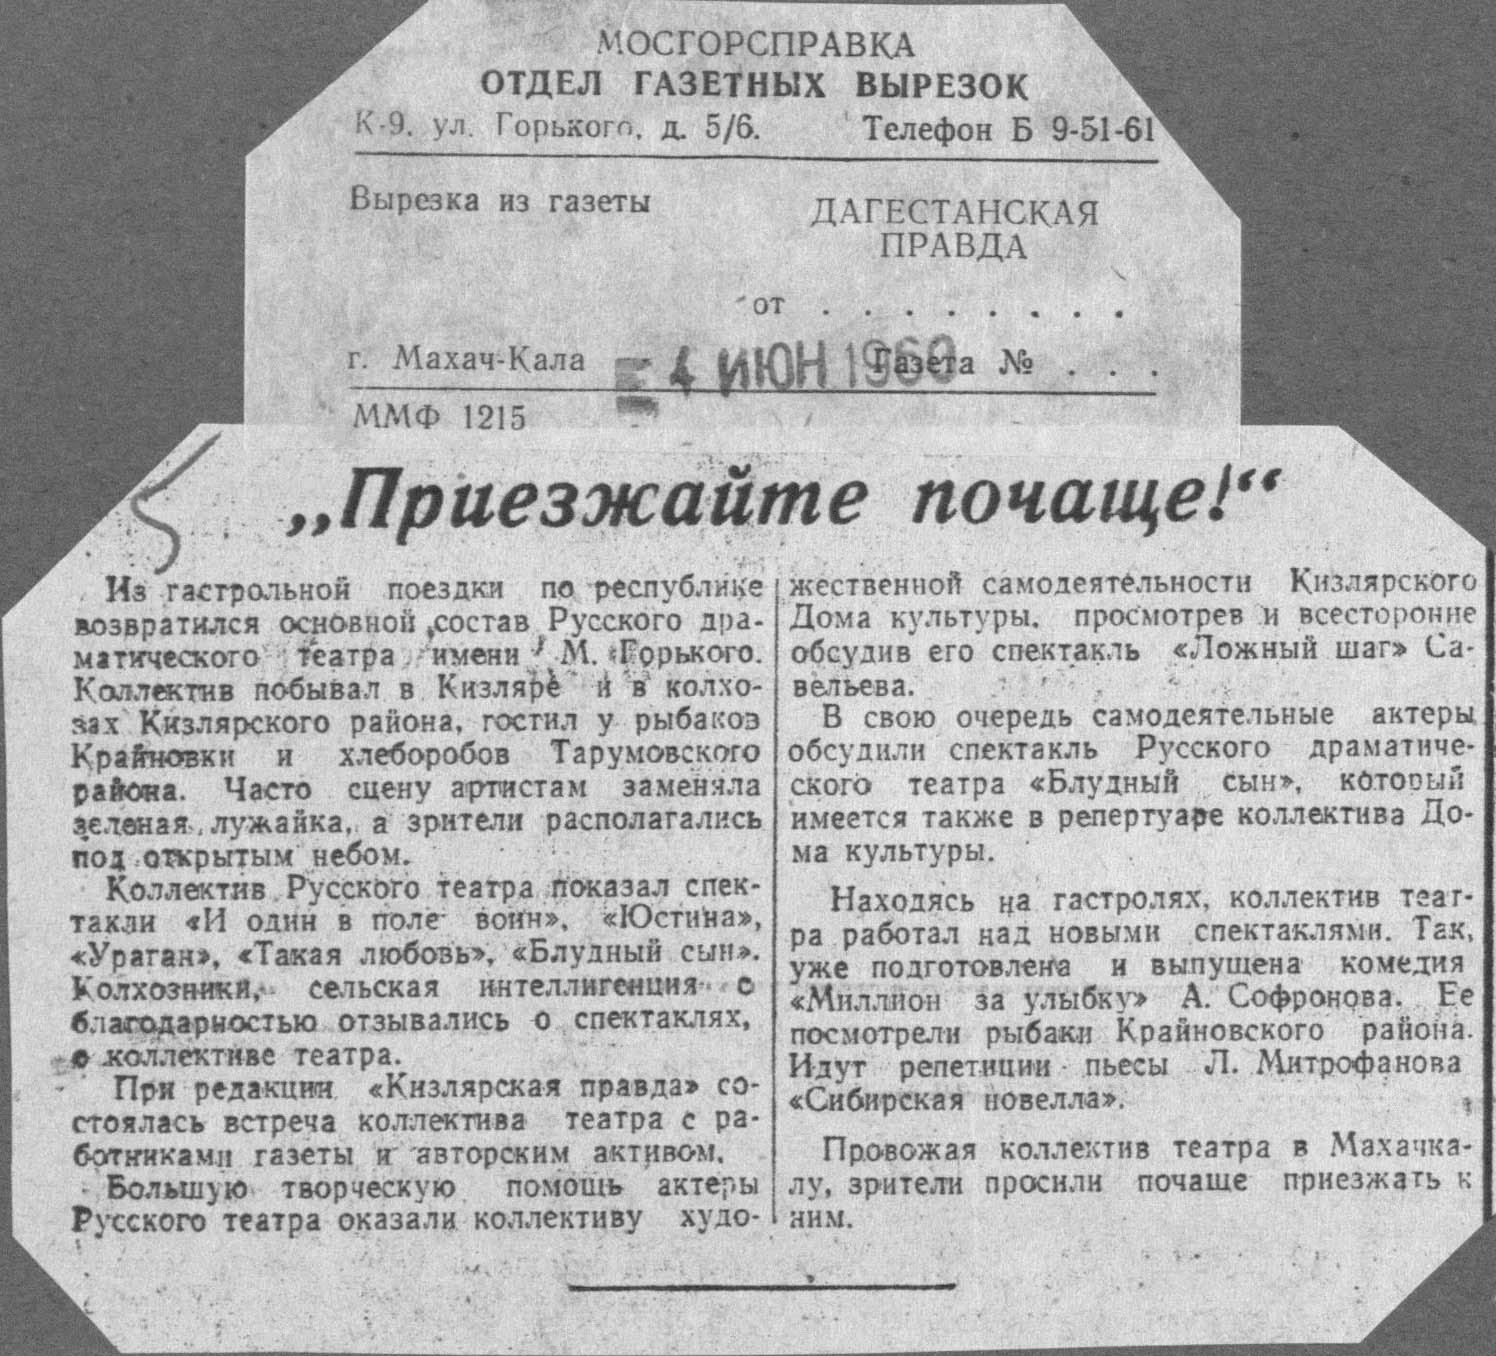 МОСГОРСПРАВКА
ОТДЕЛ ГАЗЕТНЫХ ВЫРЕЗОК
К-9, ул. Горького, д. 5/6. Телефон Б 9-51-61
Вырезка из газеты
ДАГЕСТАНСКАЯ
ПРАВДА
от . . . . . . . .
г. Махач-Кала 4 ИЮН 1960 Газета № . . .
ММФ 1215
„Приезжайте почаще!“
Из гастрольной поездки по республике
возвратился основной состав Русского дра-
матического театра имени М. Горького.
Коллектив побывал в Кизляре и в колхо-
зах Кизлярского района, гостил у рыбаков
Крайновки и хлеборобов Тарумовского
района. Часто сцену артистам заменяла
зеленая лужайка, а зрители располагались
под открытым небом.
Коллектив Русского театра показал спек-
такли «И один в поле воин», «Юстина»,
«Ураган», «Такая любовь», «Блудный сын».
Колхозники, сельская интеллигенция с
благодарностью отзывались о спектаклях,
о коллективе театра.
При редакции «Кизлярская правда» со-
стоялась встреча коллектива театра с ра-
ботниками газеты и авторским активом.
Большую творческую помощь актеры
Русского театра оказали коллективу худо-
жественной самодеятельности Кизлярского
Дома культуры, просмотрев и всесторонне
обсудив его спектакль «Ложный шаг» Са-
вельева.
В свою очередь самодеятельные актеры
обсудили спектакль Русского драматиче-
ского театра «Блудный сын», который
имеется также в репертуаре коллектива До-
ма культуры.
Находясь на гастролях, коллектив теат-
ра работал над новыми спектаклями. Так,
уже подготовлена и выпущена комедия
«Миллион за улыбку» А. Софронова. Ее
посмотрели рыбаки Крайновского района.
Идут репетиции пьесы Л. Митрофанова
«Сибирская новелла».
Провожая коллектив театра в Махачка-
лу, зрители просили почаще приезжать к
ним.